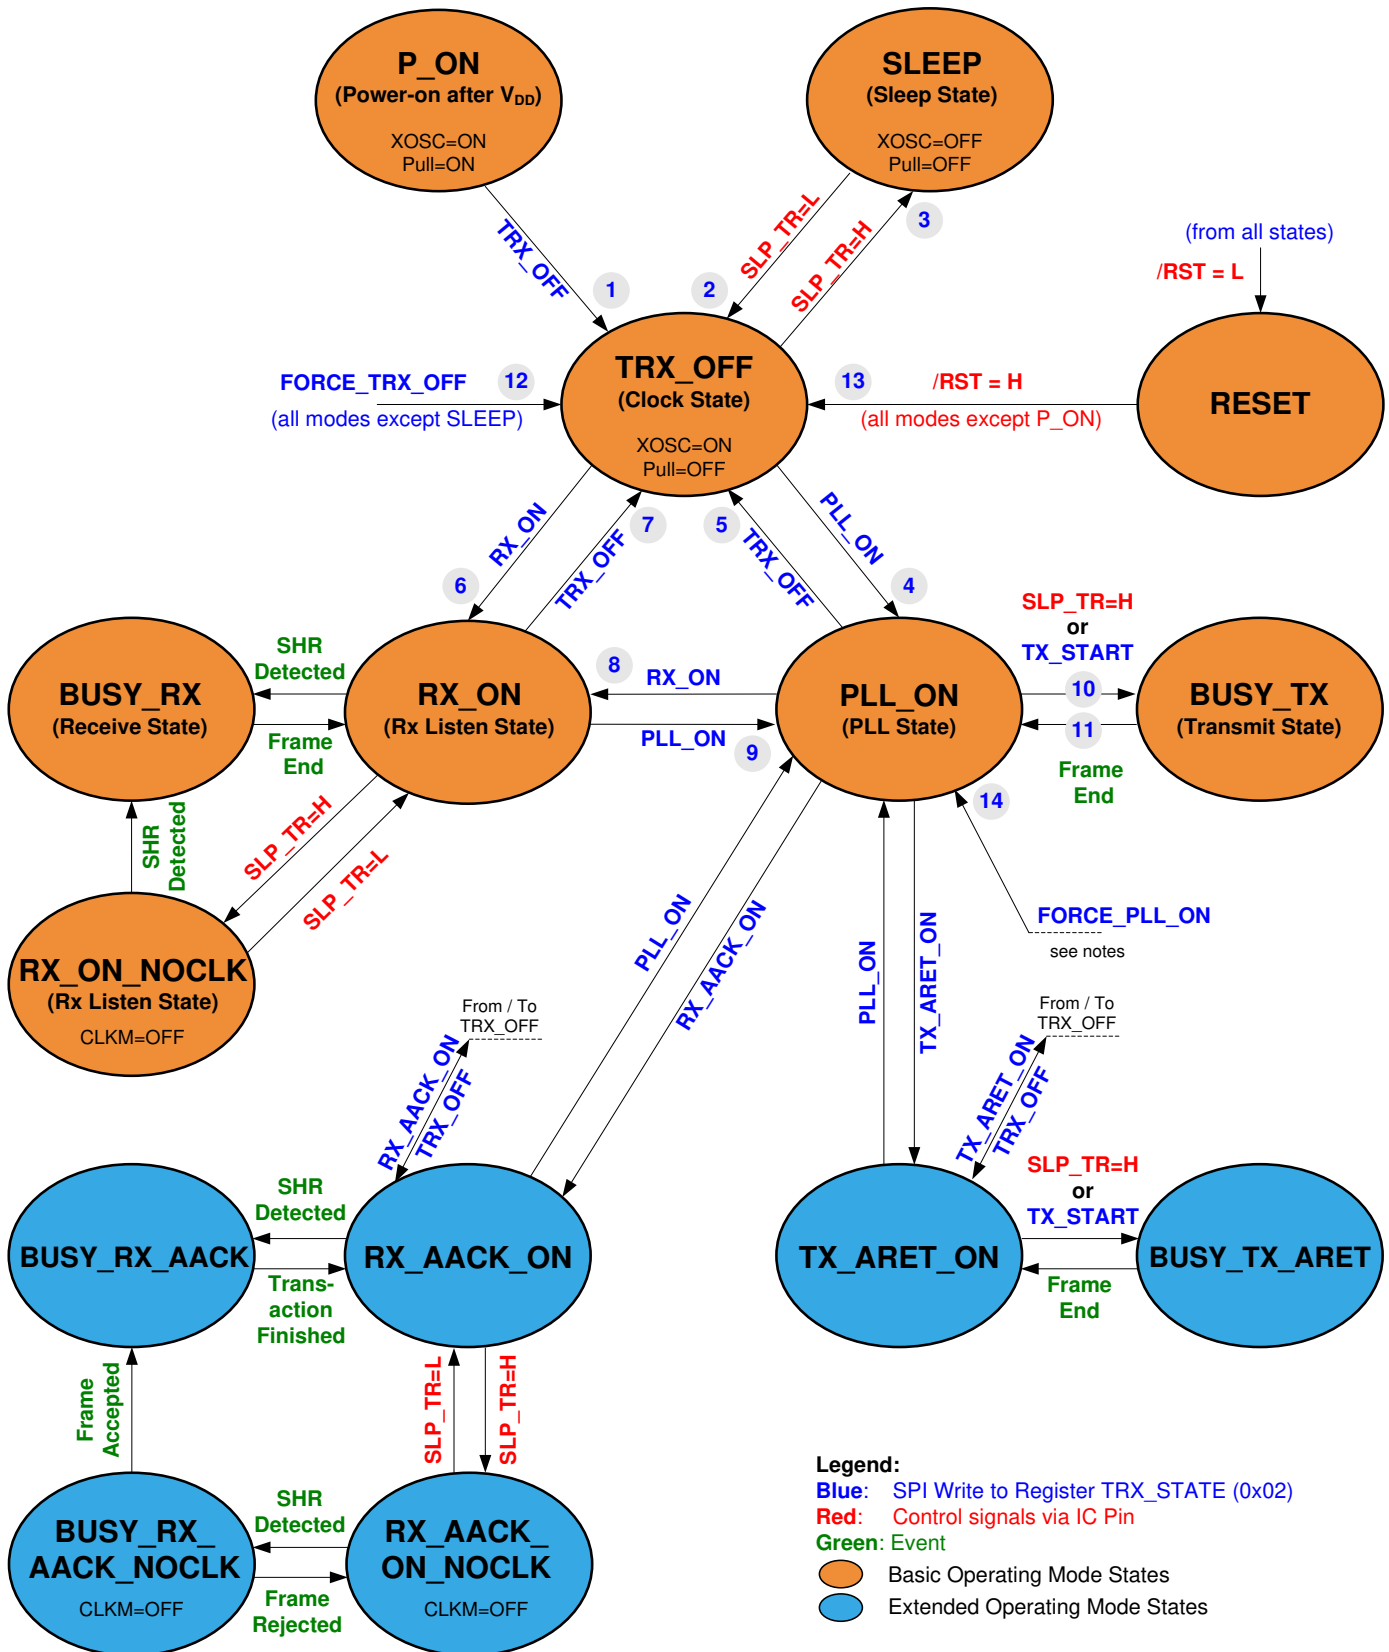 P_ON
(Power-on after VDD)
XOSC=ON
Pull=ON
SLEEP
(Sleep State)
XOSC=OFF
Pull=OFF
TRX_OFF
1
SLP_TR=L
2
SLP_TR=H
3
(from all states)
/RST = L
FORCE_TRX_OFF
12
(all modes except SLEEP)
TRX_OFF
(Clock State)
XOSC=ON
Pull=OFF
13
/RST = H
(all modes except P_ON)
RESET
RX_ON
6
TRX_OFF
7
TRX_OFF
5
PLL_ON
4
BUSY_RX
(Receive State)
SHR
Detected
Frame
End
RX_ON
(Rx Listen State)
8
RX_ON
PLL_ON
9
PLL_ON
(PLL State)
SLP_TR=H
or
TX_START
10
11
Frame
End
BUSY_TX
(Transmit State)
SHR
Detected
SLP_TR=H
SLP_TR=L
14
FORCE_PLL_ON
see notes
RX_ON_NOCLK
(Rx Listen State)
CLKM=OFF
PLL_ON
RX_AACK_ON
PLL_ON
TX_ARET_ON
From / To
TRX_OFF
RX_AACK_ON
TRX_OFF
From / To
TRX_OFF
TX_ARET_ON
TRX_OFF
BUSY_RX_AACK
SHR
Detected
Trans-
action
Finished
RX_AACK_ON
TX_ARET_ON
SLP_TR=H
or
TX_START
Frame
End
BUSY_TX_ARET
Frame
Accepted
SLP_TR=L
SLP_TR=H
BUSY_RX_
AACK_NOCLK
CLKM=OFF
SHR
Detected
Frame
Rejected
RX_AACK_
ON_NOCLK
CLKM=OFF
Legend:
Blue: SPI Write to Register TRX_STATE (0x02)
Red: Control signals via IC Pin
Green: Event
Basic Operating Mode States
Extended Operating Mode States